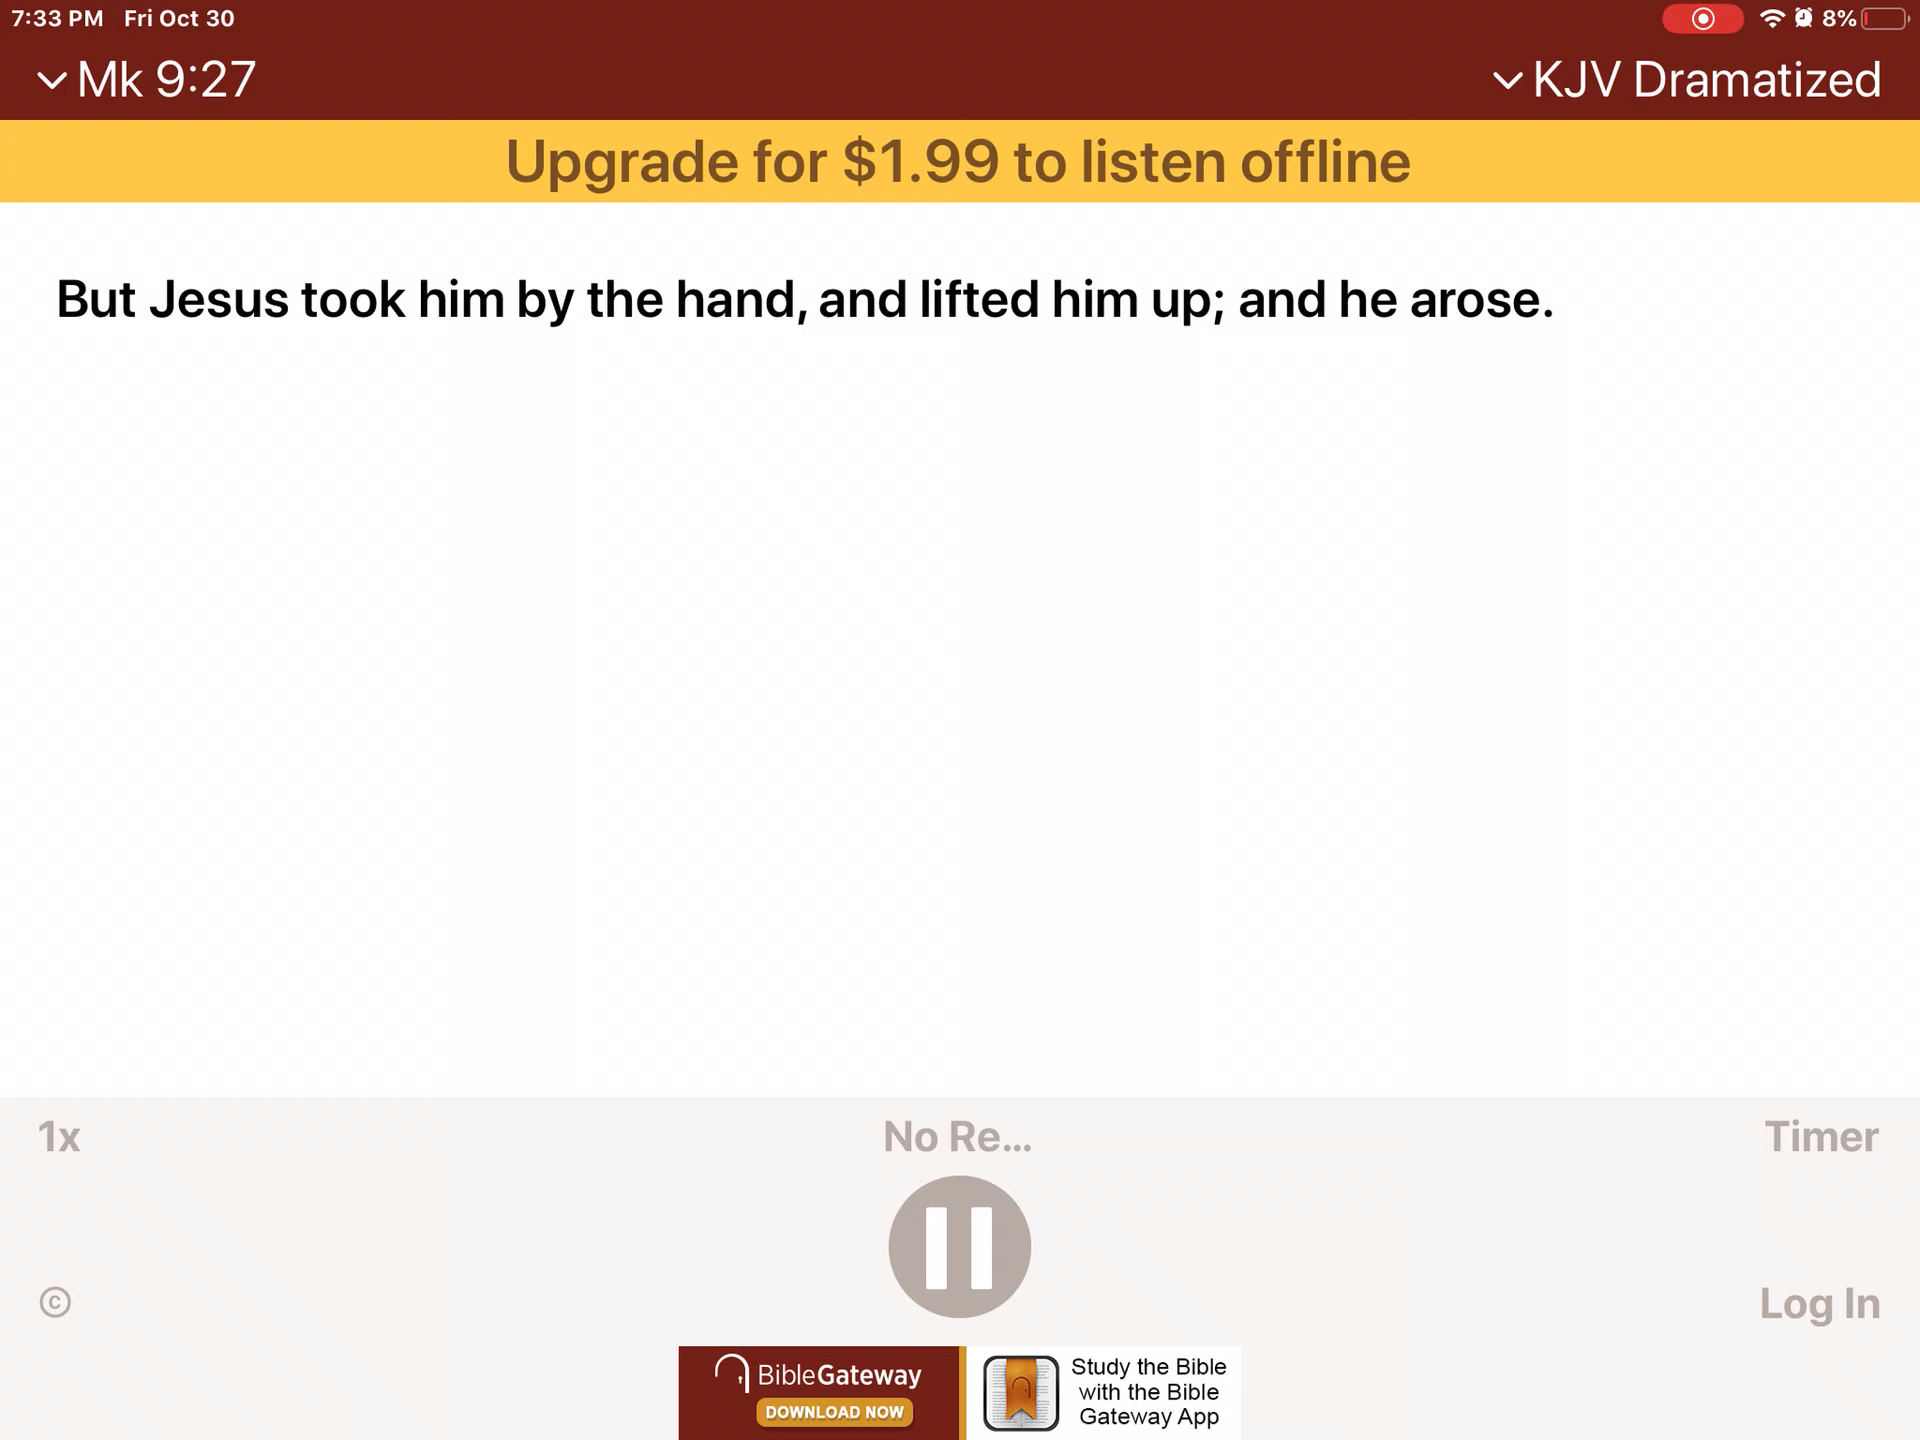 7:33 PM Fri Oct 30 8%
Mk 9:27 KJV Dramatized
Upgrade for $1.99 to listen offline
But Jesus took him by the hand, and lifted him up; and he arose.
1x No Re... Timer
© Log In
BibleGateway
DOWNLOAD NOW
Study the Bible
with the Bible
Gateway App